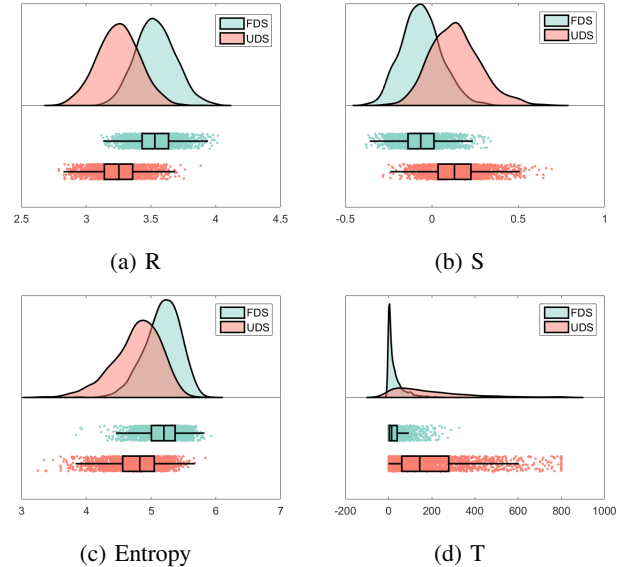 FDS
UDS
2.5 3 3.5 4 4.5
(a) R
FDS
UDS
-0.5 0 0.5 1
(b) S
FDS
UDS
3 4 5 6 7
(c) Entropy
FDS
UDS
-200 0 200 400 600 800 1000
(d) T